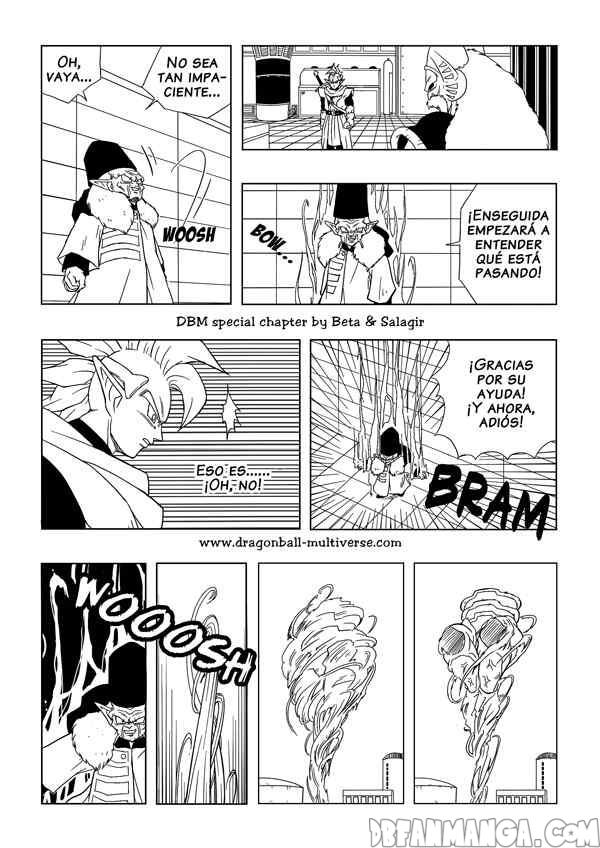 OH,
VAYA...
NO SEA
TAN IMPA-
CIENTE...
WOOSH
BOW...
¡ENSEGUIDA
EMPEZARÁ A
ENTENDER
QUÉ ESTÁ
PASANDO!
DBM special chapter by Beta & Salagir
ESO ES......
¡OH, NO!
¡GRACIAS
POR SU
AYUDA!
¡Y AHORA,
ADIÓS!
BRAM
www.dragonball-multiverse.com
WOOOSH
DBFANMANGA.COM